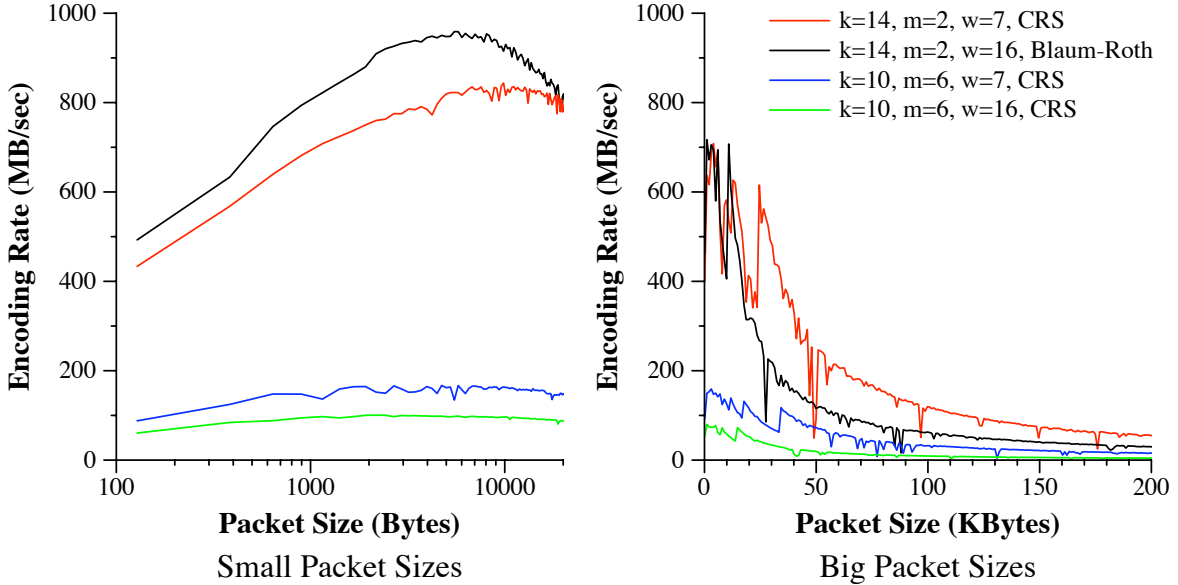 Encoding Rate (MB/sec)
1000
800
600
400
200
0
100
1000
10000
Packet Size (Bytes)
Small Packet Sizes
Encoding Rate (MB/sec)
1000
800
600
400
200
0
k=14, m=2, w=7, CRS
k=14, m=2, w=16, Blaum-Roth
k=10, m=6, w=7, CRS
k=10, m=6, w=16, CRS
0
50
100
150
200
Packet Size (KBytes)
Big Packet Sizes